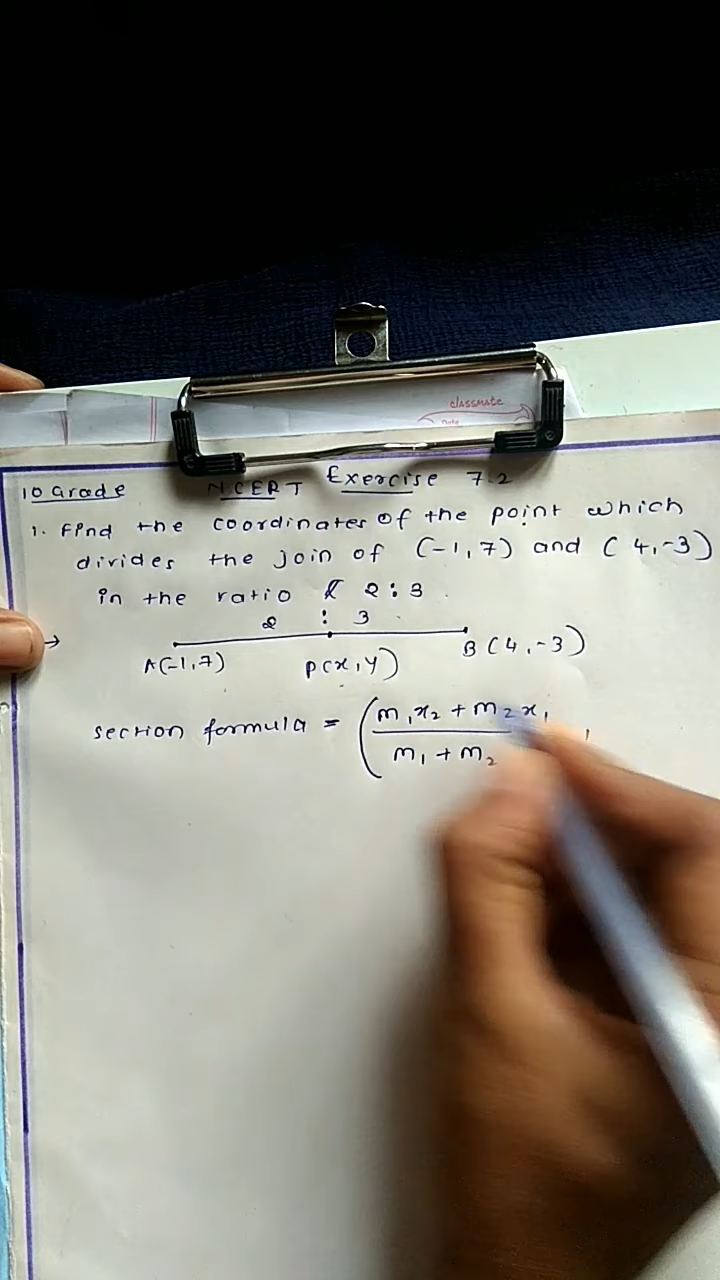 classmate
10 Grade NCERT Exercise 7.2
1. Find the coordinates of the point which
divides the join of (-1,7) and (4,-3)
in the ratio 2:3.
2 : 3
A(-1,7) P(x,y) B(4,-3)
section formula = (m₁x₂ + m₂x₁
m₁ + m₂ ,